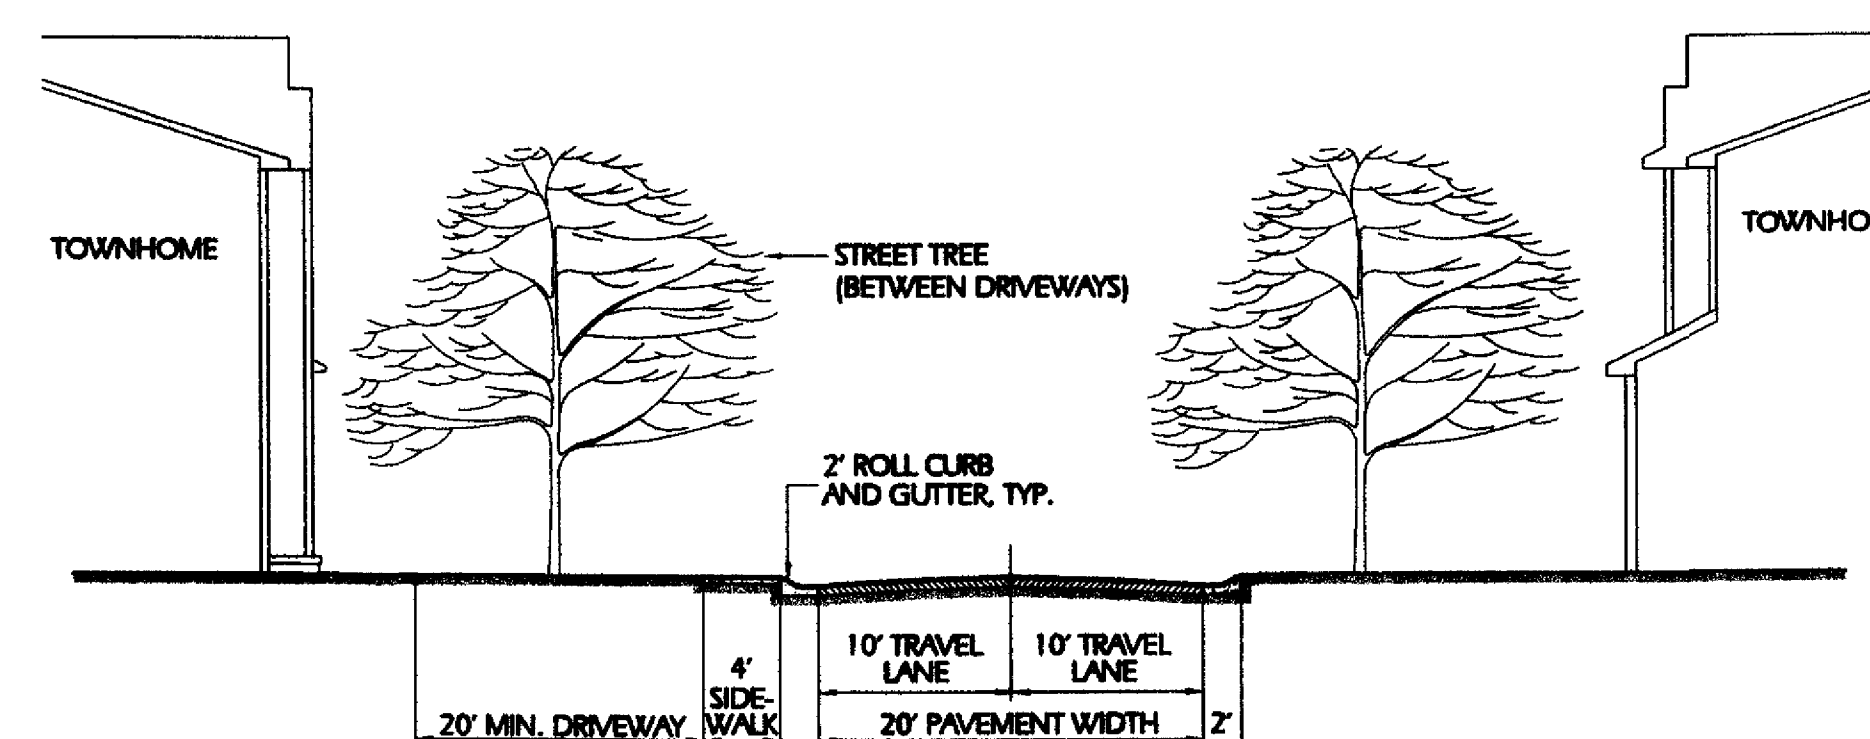 TOWNHOME
TOWNHO
STREET TREE
(BETWEEN DRIVEWAYS)
2' ROLL CURB
AND GUTTER, TYP.
10' TRAVEL
LANE
10' TRAVEL
LANE
4'
SIDE-
WALK
20' MIN. DRIVEWAY
20' PAVEMENT WIDTH
2'